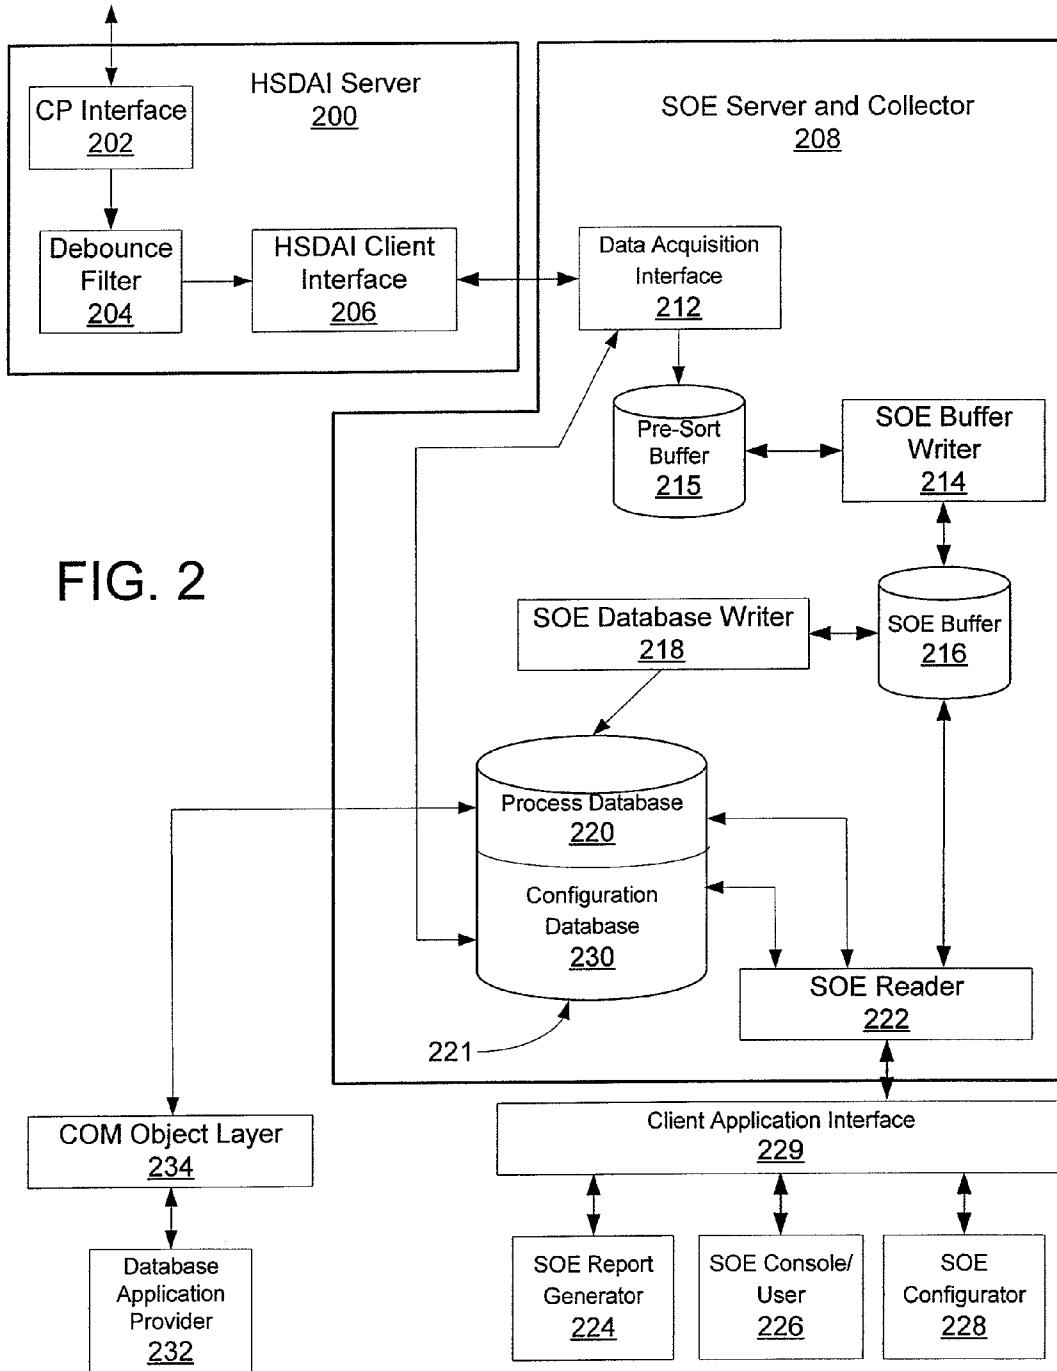 HSDAI Server
200
CP Interface
202
Debounce
Filter
204
HSDAI Client
Interface
206
SOE Server and Collector
208
Data Acquisition
Interface
212
Pre-Sort
Buffer
215
SOE Buffer
Writer
214
FIG. 2
SOE Database Writer
218
SOE Buffer
216
Process Database
220
Configuration
Database
230
221
SOE Reader
222
COM Object Layer
234
Client Application Interface
229
Database
Application
Provider
232
SOE Report
Generator
224
SOE Console/
User
226
SOE
Configurator
228